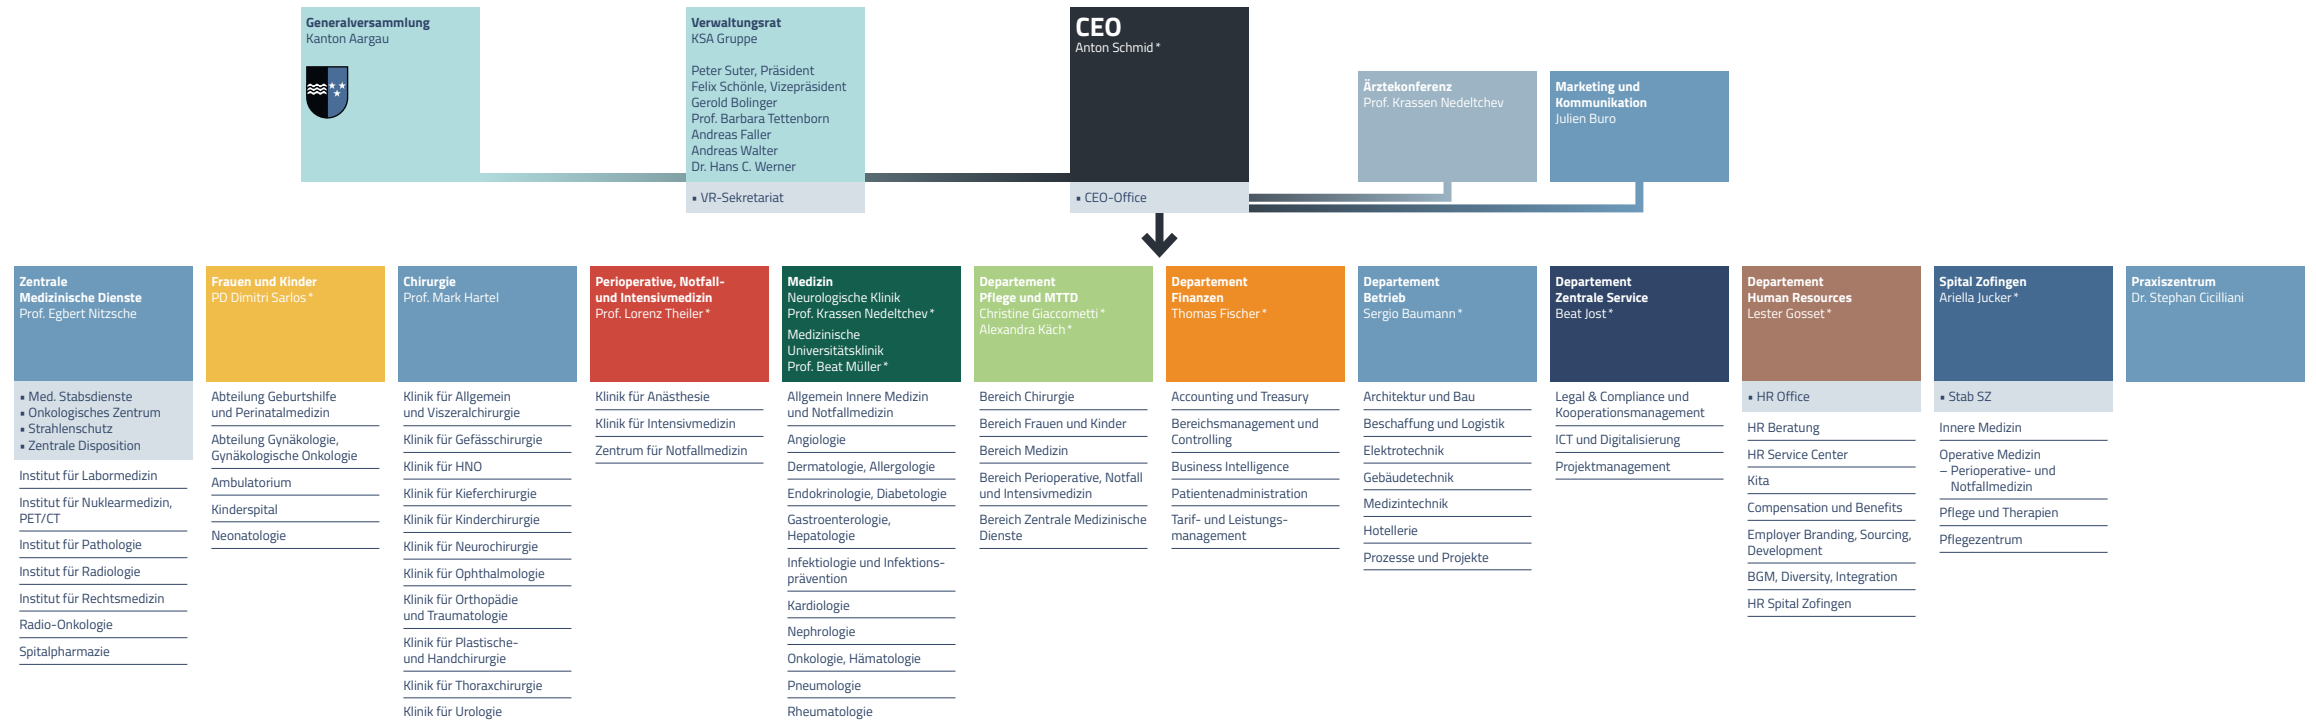 Generalversammlung
Kanton Aargau
Verwaltungsrat
KSA Gruppe
Peter Suter, Präsident
Felix Schönle, Vizepräsident
Gerold Bolinger
Prof. Barbara Tettenborn
Andreas Faller
Andreas Walter
Dr. Hans C. Werner
▪ VR-Sekretariat
CEO
Anton Schmid *
▪ CEO-Office
Ärztekonferenz
Prof. Krassen Nedeltchev
Marketing und
Kommunikation
Julien Buro
Zentrale
Medizinische Dienste
Prof. Egbert Nitzsche
▪ Med. Stabsdienste
▪ Onkologisches Zentrum
▪ Strahlenschutz
▪ Zentrale Disposition
Institut für Labormedizin
Institut für Nuklearmedizin,
PET/CT
Institut für Pathologie
Institut für Radiologie
Institut für Rechtsmedizin
Radio-Onkologie
Spitalpharmazie
Frauen und Kinder
PD Dimitri Sarlos *
Abteilung Geburtshilfe
und Perinatalmedizin
Abteilung Gynäkologie,
Gynäkologische Onkologie
Ambulatorium
Kinderspital
Neonatologie
Chirurgie
Prof. Mark Hartel
Klinik für Allgemein
und Viszeralchirurgie
Klinik für Gefässchirurgie
Klinik für HNO
Klinik für Kieferchirurgie
Klinik für Kinderchirurgie
Klinik für Neurochirurgie
Klinik für Ophthalmologie
Klinik für Orthopädie
und Traumatologie
Klinik für Plastische-
und Handchirurgie
Klinik für Thoraxchirurgie
Klinik für Urologie
Perioperative, Notfall-
und Intensivmedizin
Prof. Lorenz Theiler *
Klinik für Anästhesie
Klinik für Intensivmedizin
Zentrum für Notfallmedizin
Medizin
Neurologische Klinik
Prof. Krassen Nedeltchev *
Medizinische
Universitätsklinik
Prof. Beat Müller *
Allgemein Innere Medizin
und Notfallmedizin
Angiologie
Dermatologie, Allergologie
Endokrinologie, Diabetologie
Gastroenterologie,
Hepatologie
Infektiologie und Infektions-
prävention
Kardiologie
Nephrologie
Onkologie, Hämatologie
Pneumologie
Rheumatologie
Departement
Pflege und MTTD
Christine Giaccometti *
Alexandra Käch *
Bereich Chirurgie
Bereich Frauen und Kinder
Bereich Medizin
Bereich Perioperative, Notfall
und Intensivmedizin
Bereich Zentrale Medizinische
Dienste
Departement
Finanzen
Thomas Fischer *
Accounting and Treasury
Bereichsmanagement und
Controlling
Business Intelligence
Patientenadministration
Tarif- und Leistungs-
management
Departement
Betrieb
Sergio Baumann *
Architektur und Bau
Beschaffung und Logistik
Elektrotechnik
Gebäudetechnik
Medizintechnik
Hotellerie
Prozesse und Projekte
Departement
Zentrale Service
Beat Jost *
Legal & Compliance und
Kooperationsmanagement
ICT und Digitalisierung
Projektmanagement
Departement
Human Resources
Lester Gosset *
▪ HR Office
HR Beratung
HR Service Center
Kita
Compensation und Benefits
Employer Branding, Sourcing,
Development
BGM, Diversity, Integration
HR Spital Zofingen
Spital Zofingen
Ariella Jucker *
▪ Stab SZ
Innere Medizin
Operative Medizin
– Perioperative- und
Notfallmedizin
Pflege und Therapien
Pflegezentrum
Praxiszentrum
Dr. Stephan Cicilliani